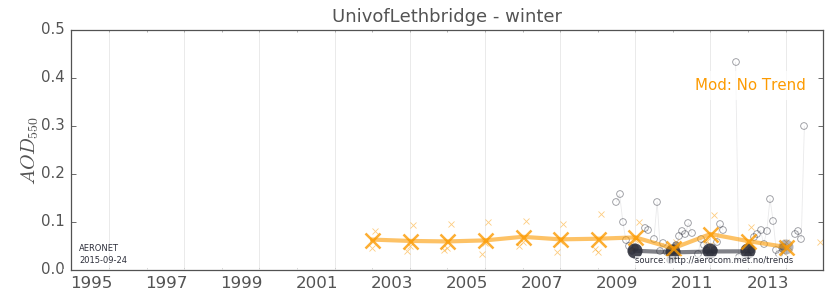 UnivofLethbridge - winter
0.5
0.4
0.3
0.2
0.1
0.0
AOD550
Mod: No Trend
AERONET
2015-09-24
source: http://aerocom.met.no/trends
1995 1997 1999 2001 2003 2005 2007 2009 2011 2013